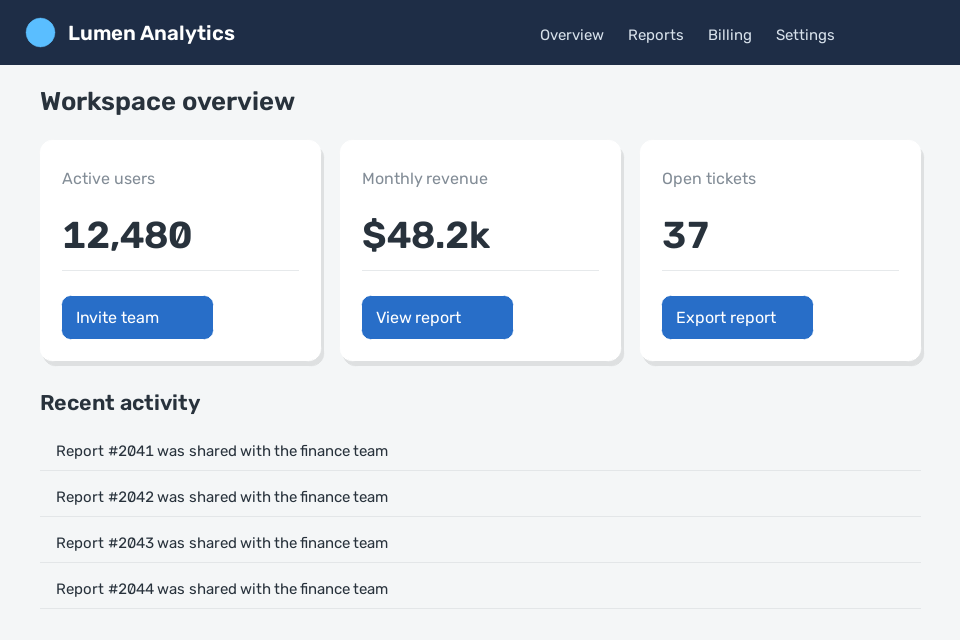 Lumen Analytics
Overview Reports Billing Settings
Workspace overview
Active users
12,480
Invite team
Monthly revenue
$48.2k
View report
Open tickets
37
Export report
Recent activity
Report #2041 was shared with the finance team
Report #2042 was shared with the finance team
Report #2043 was shared with the finance team
Report #2044 was shared with the finance team